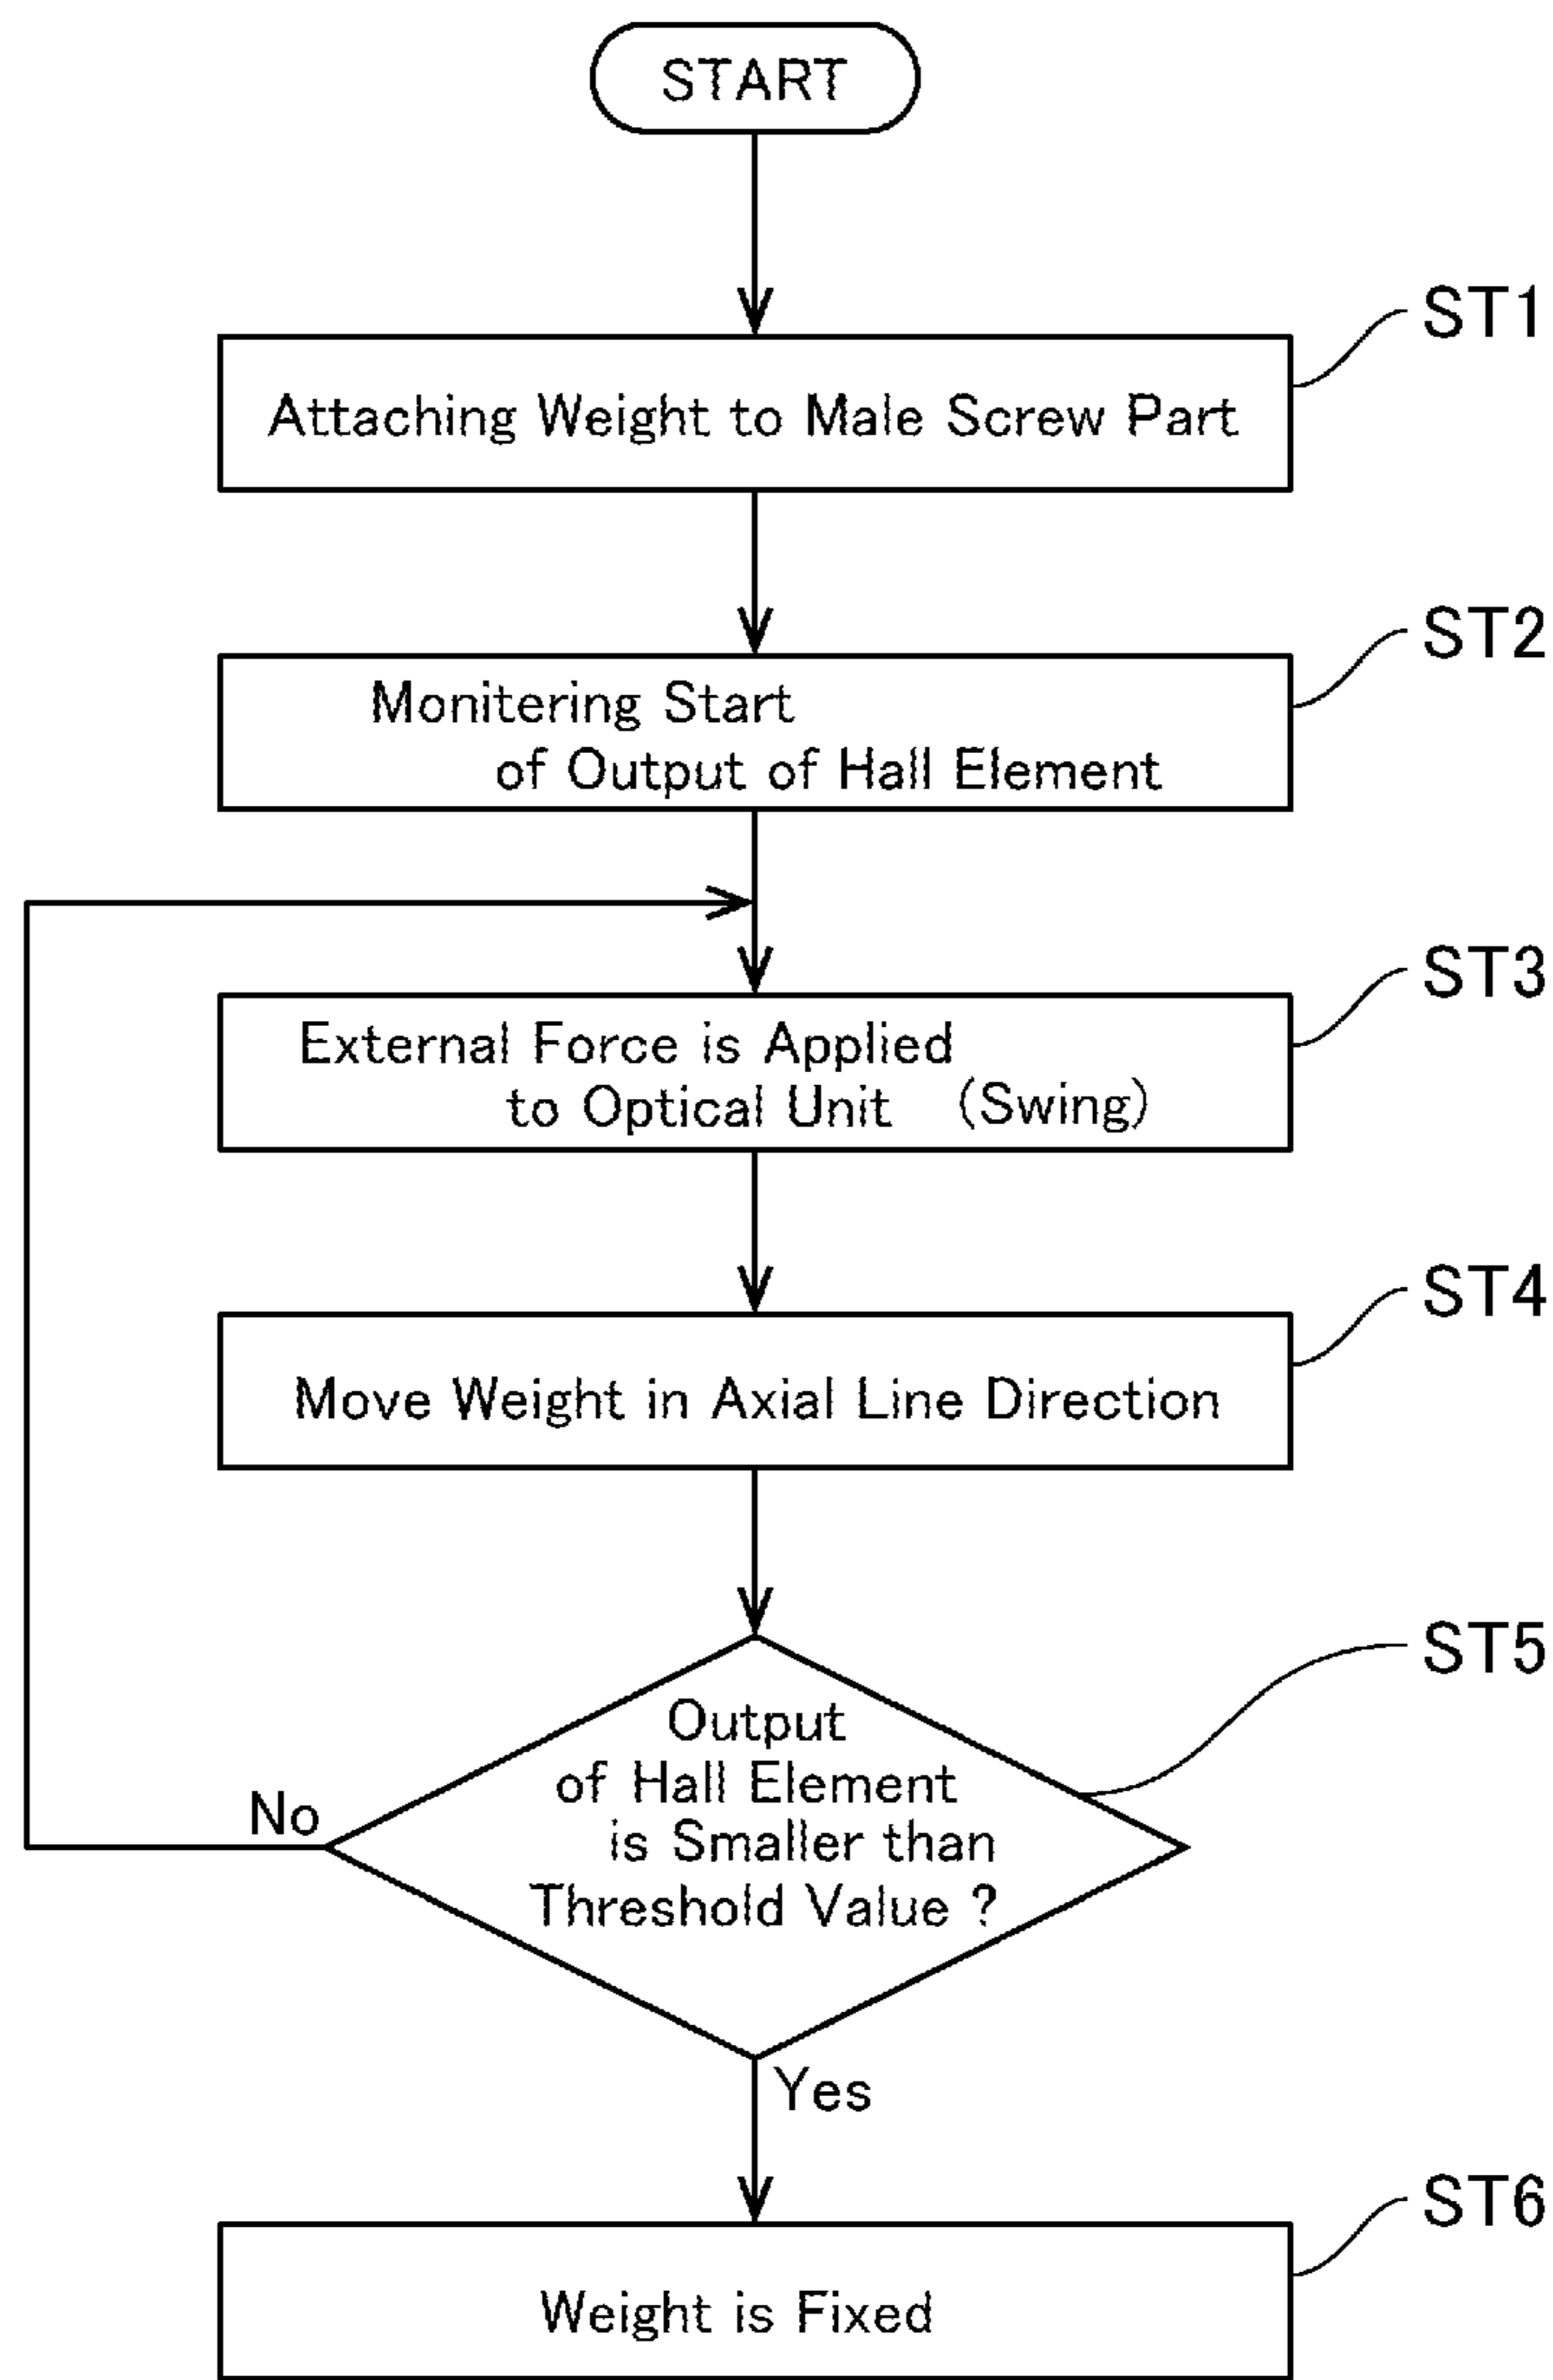 START
ST1
Attaching Weight to Male Screw Part
ST2
Monitering Start
of Output of Hall Element
ST3
External Force is Applied
to Optical Unit (Swing)
ST4
Move Weight in Axial Line Direction
ST5
Output
of Hall Element
is Smaller than
Threshold Value ?
No
Yes
ST6
Weight is Fixed